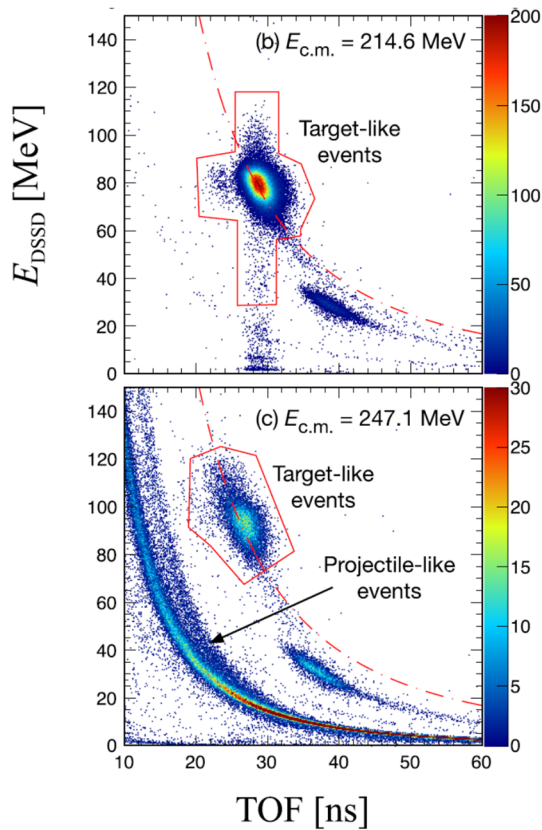 (b) E_c.m. = 214.6 MeV
Target-like
events
E_DSSD [MeV]
140
120
100
80
60
40
20
0
200
150
100
50
0
(c) E_c.m. = 247.1 MeV
Target-like
events
Projectile-like
events
140
120
100
80
60
40
20
0
30
25
20
15
10
5
0
10 20 30 40 50 60
TOF [ns]